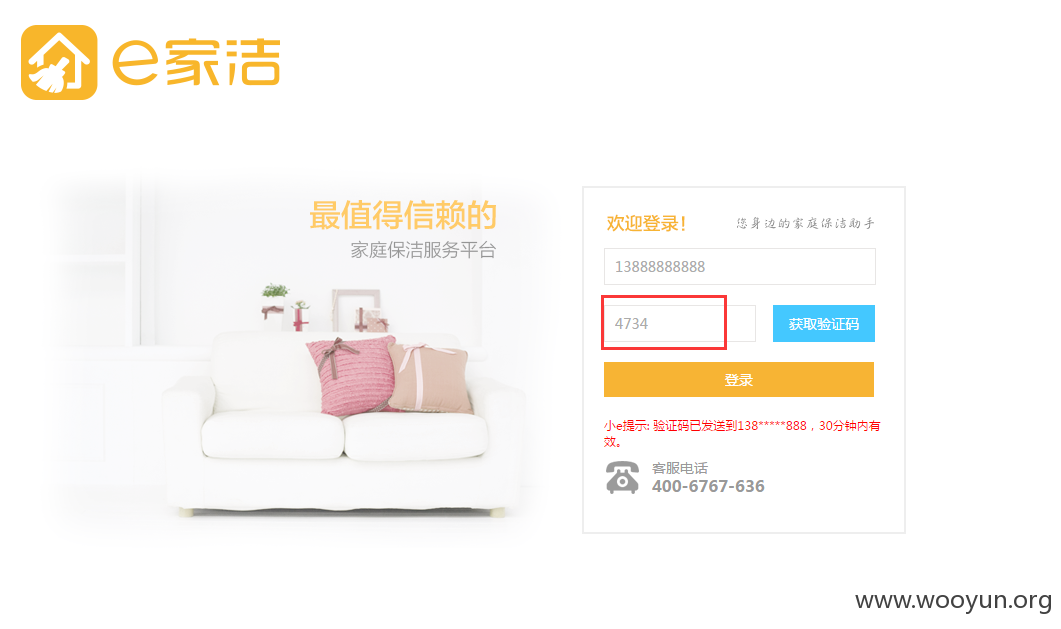 e家洁
最值得信赖的
家庭保洁服务平台
欢迎登录!
您身边的家庭保洁助手
13888888888
4734
获取验证码
登录
小e提示: 验证码已发送到138*****888，30分钟内有
效。
客服电话
400-6767-636
www.wooyun.org